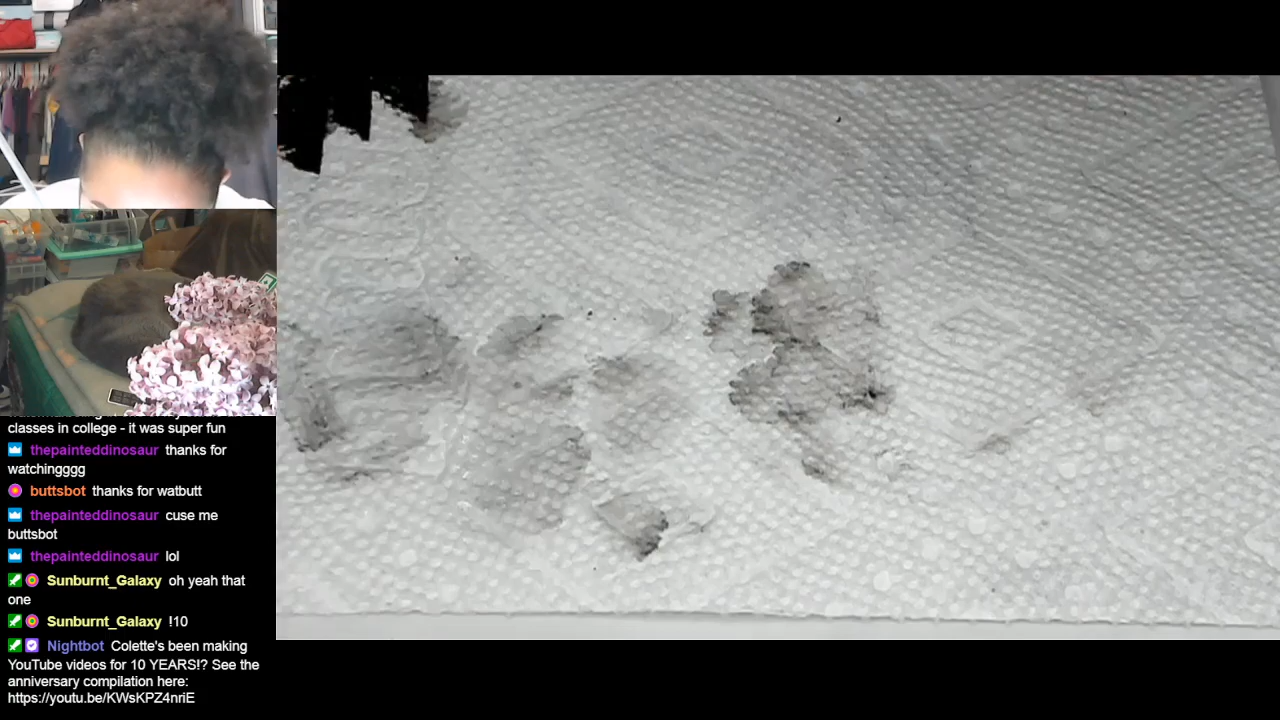 classes in college - it was super fun
thepainteddinosaur thanks for
watchingggg
buttsbot thanks for watbutt
thepainteddinosaur cuse me
buttsbot
thepainteddinosaur lol
Sunburnt_Galaxy oh yeah that
one
Sunburnt_Galaxy !10
Nightbot Colette's been making
YouTube videos for 10 YEARS!? See the
anniversary compilation here:
https://youtu.be/KWsKPZ4nriE